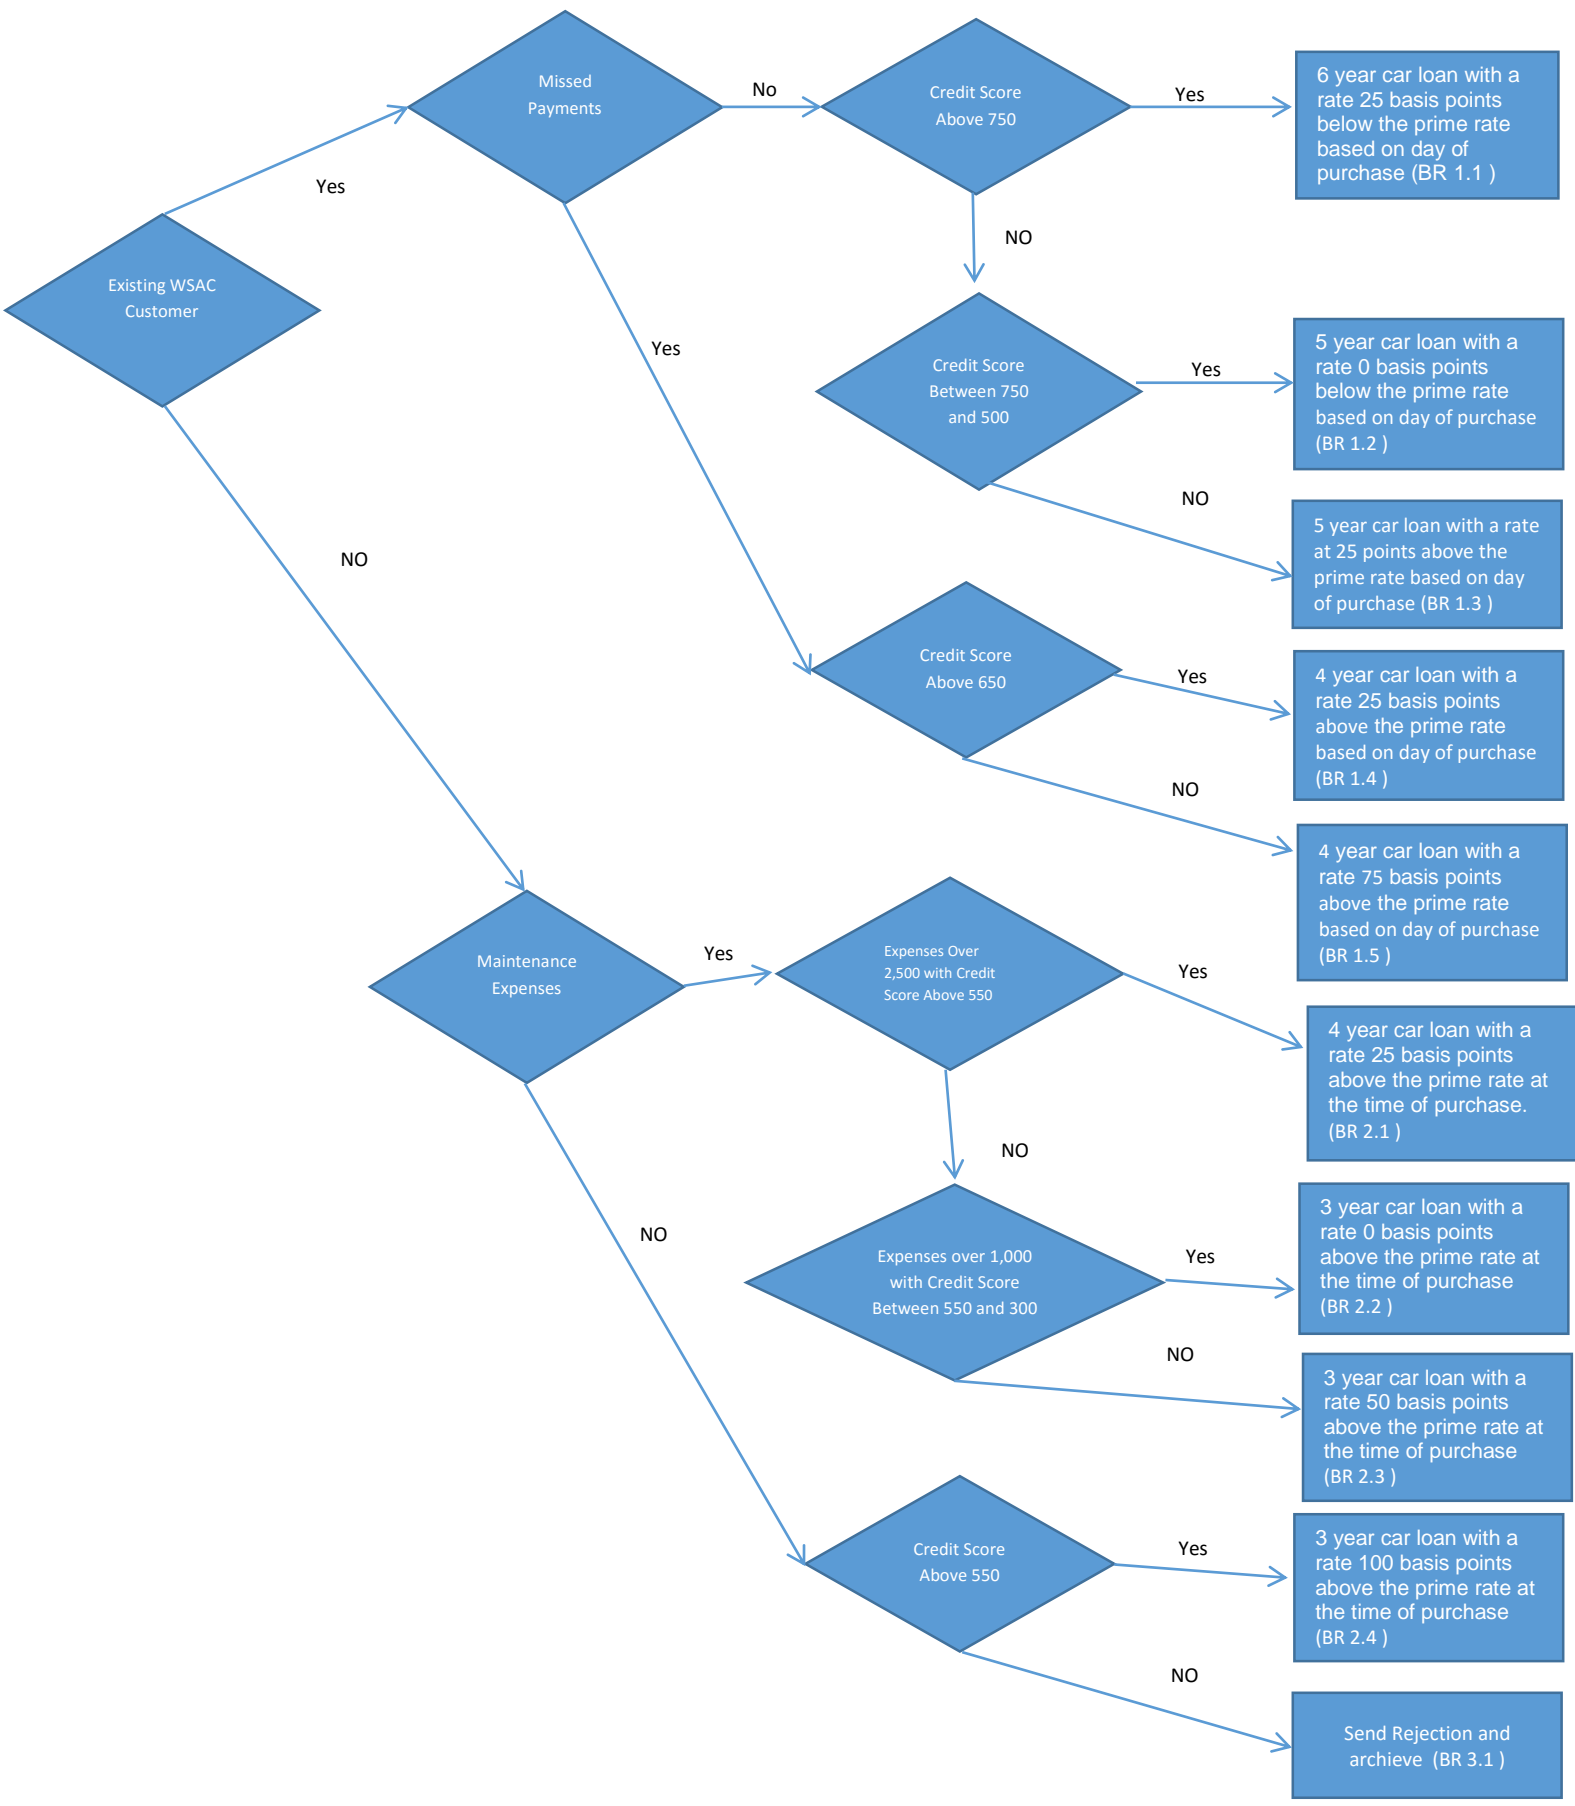 Missed
Payments
No
Credit Score
Above 750
Yes
6 year car loan with a
rate 25 basis points
below the prime rate
based on day of
purchase (BR 1.1 )
Yes
NO
Existing WSAC
Customer
Yes
Credit Score
Between 750
and 500
Yes
5 year car loan with a
rate 0 basis points
below the prime rate
based on day of purchase
(BR 1.2 )
NO
5 year car loan with a rate
at 25 points above the
prime rate based on day
of purchase (BR 1.3 )
NO
Credit Score
Above 650
Yes
4 year car loan with a
rate 25 basis points
above the prime rate
based on day of purchase
(BR 1.4 )
NO
4 year car loan with a
rate 75 basis points
above the prime rate
based on day of purchase
(BR 1.5 )
Maintenance
Expenses
Yes
Expenses Over
2,500 with Credit
Score Above 550
Yes
4 year car loan with a
rate 25 basis points
above the prime rate at
the time of purchase.
(BR 2.1 )
NO
NO
Expenses over 1,000
with Credit Score
Between 550 and 300
Yes
3 year car loan with a
rate 0 basis points
above the prime rate at
the time of purchase
(BR 2.2 )
NO
3 year car loan with a
rate 50 basis points
above the prime rate at
the time of purchase
(BR 2.3 )
Credit Score
Above 550
Yes
3 year car loan with a
rate 100 basis points
above the prime rate at
the time of purchase
(BR 2.4 )
NO
Send Rejection and
archieve (BR 3.1 )